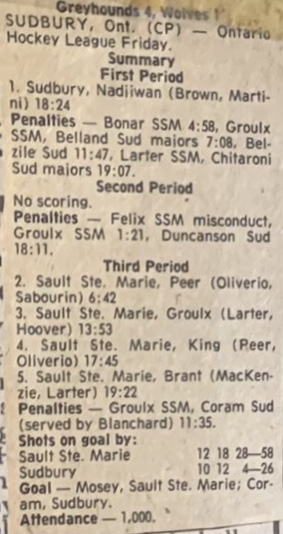 Greyhounds 4, Wolves 1
SUDBURY, Ont. (CP) — Ontario
Hockey League Friday.
Summary
First Period
1. Sudbury, Nadjiwan (Brown, Marti-
ni) 18:24
Penalties — Bonar SSM 4:58, Groulx
SSM, Belland Sud majors 7:08, Bel-
zile Sud 11:47, Larter SSM, Chitaroni
Sud majors 19:07.
Second Period
No scoring.
Penalties — Felix SSM misconduct,
Groulx SSM 1:21, Duncanson Sud
18:11.
Third Period
2. Sault Ste. Marie, Peer (Oliverio,
Sabourin) 6:42
3. Sault Ste. Marie, Groulx (Larter,
Hoover) 13:53
4. Sault Ste. Marie, King (Peer,
Oliverio) 17:45
5. Sault Ste. Marie, Brant (MacKen-
zie, Larter) 19:22
Penalties — Groulx SSM, Coram Sud
(served by Blanchard) 11:35.
Shots on goal by:
Sault Ste. Marie 12 18 28—58
Sudbury 10 12 4—26
Goal — Mosey, Sault Ste. Marie; Cor-
am, Sudbury.
Attendance — 1,000.